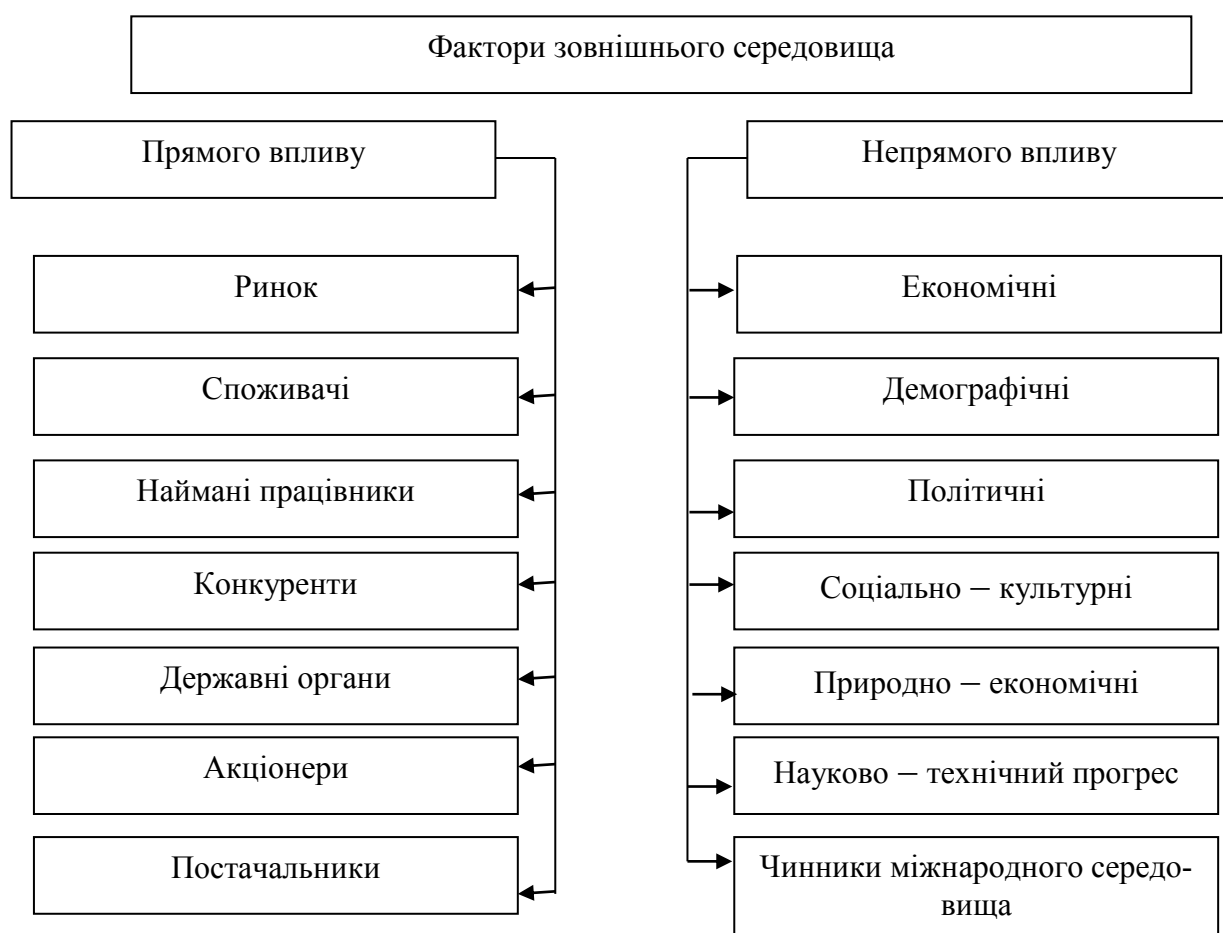 Фактори зовнішнього середовища
Прямого впливу
Непрямого впливу
Ринок
Економічні
Споживачі
Демографічні
Наймані працівники
Політичні
Конкуренти
Соціально – культурні
Державні органи
Природно – економічні
Акціонери
Науково – технічний прогрес
Постачальники
Чинники міжнародного середо-
вища